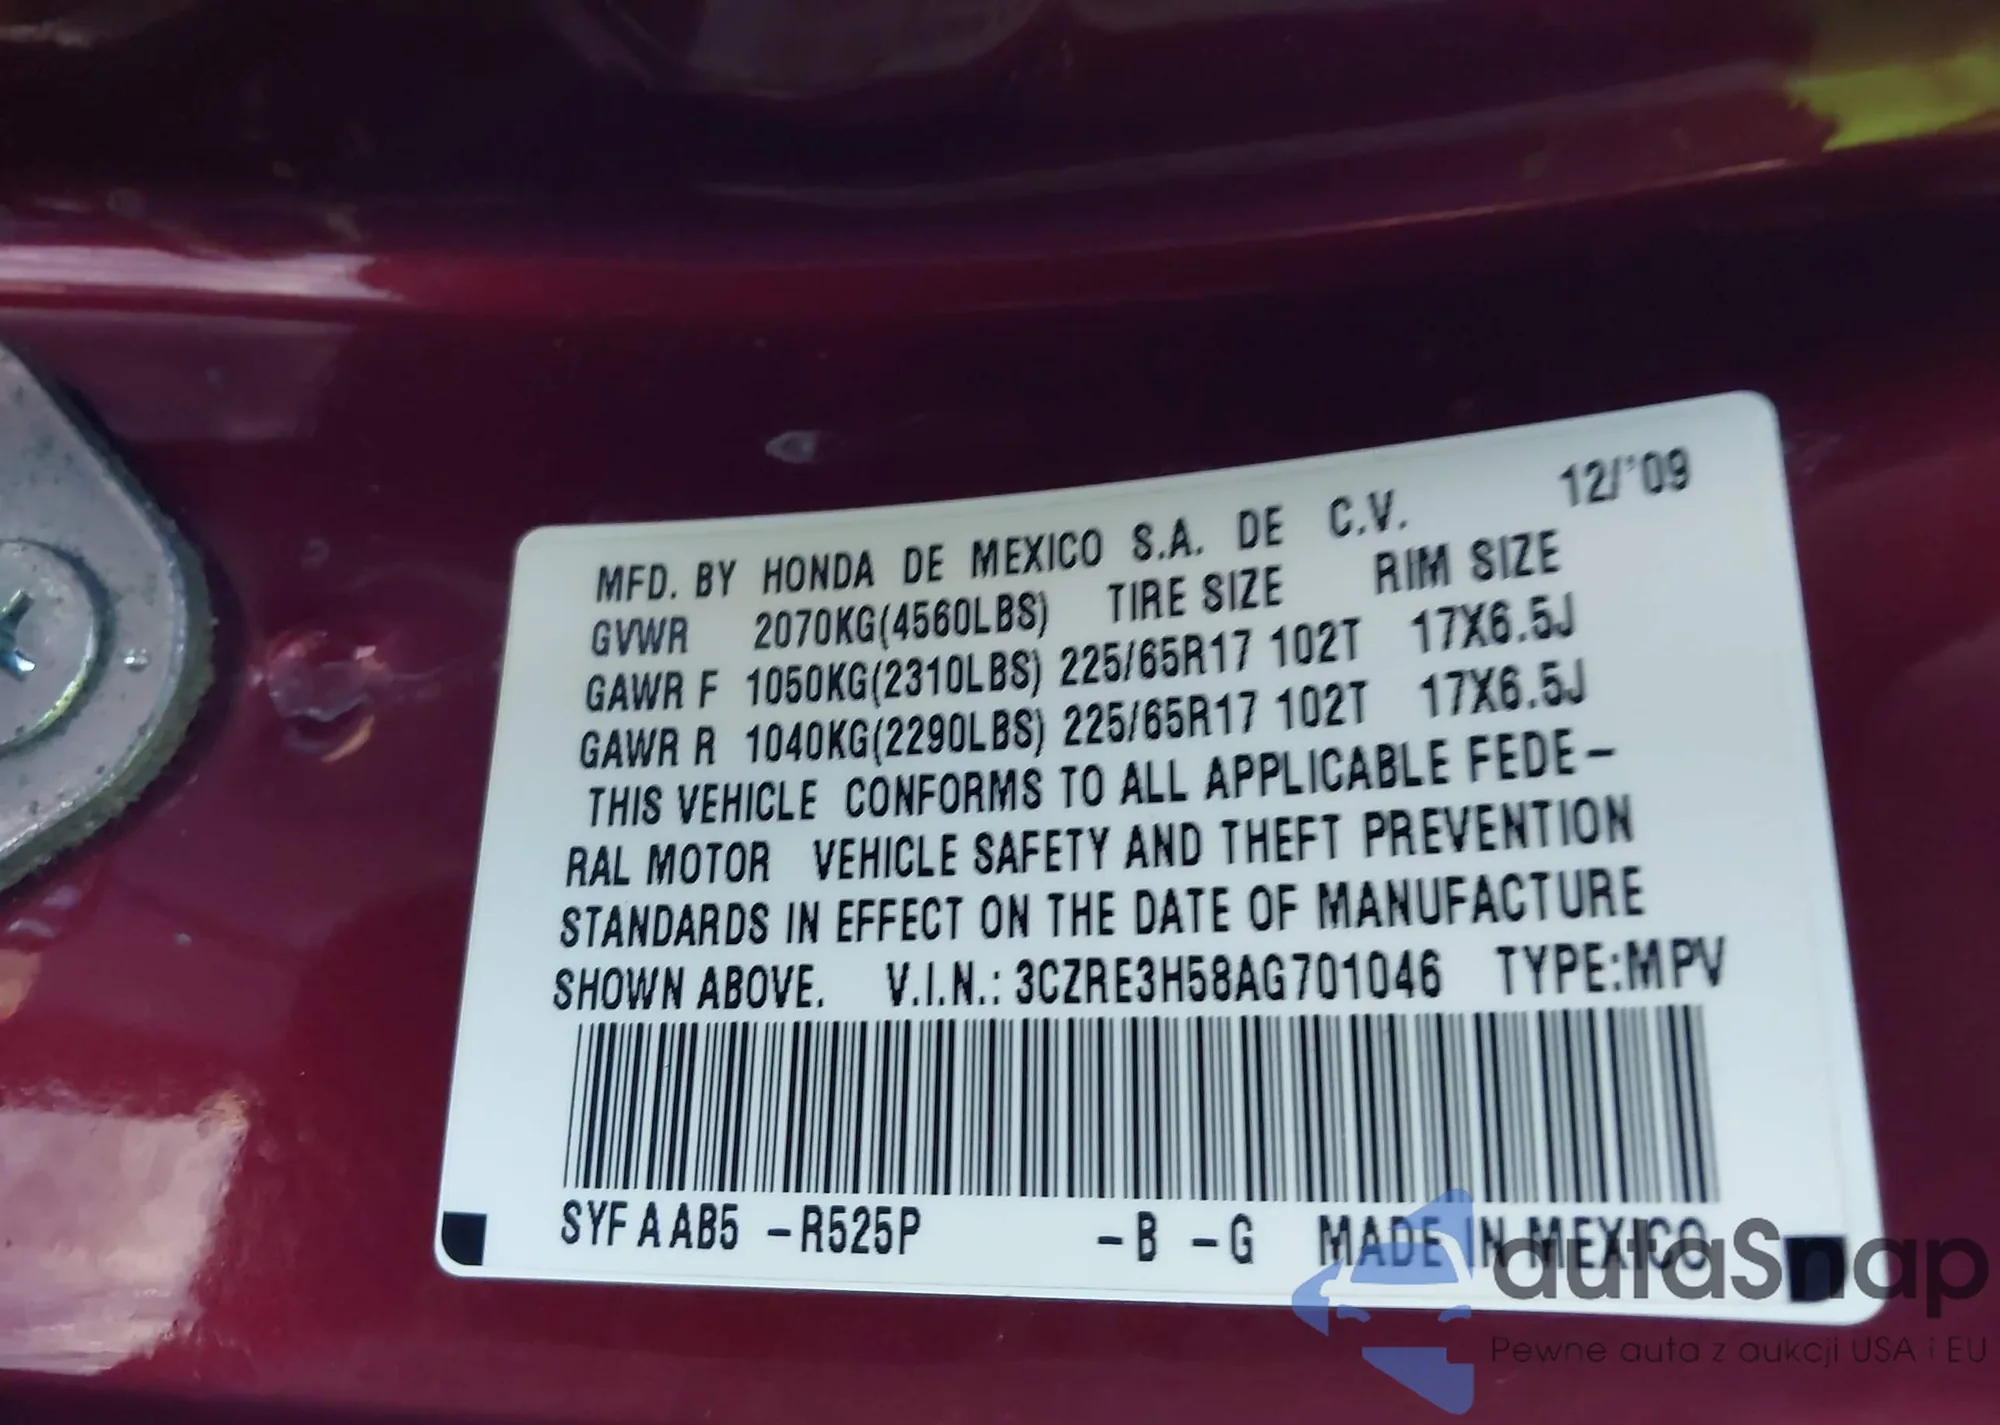 12/'09
MFD. BY HONDA DE MEXICO S.A. DE C.V.
GVWR 2070KG(4560LBS) TIRE SIZE RIM SIZE
GAWR F 1050KG(2310LBS) 225/65R17 102T 17X6.5J
GAWR R 1040KG(2290LBS) 225/65R17 102T 17X6.5J
THIS VEHICLE CONFORMS TO ALL APPLICABLE FEDE-
RAL MOTOR VEHICLE SAFETY AND THEFT PREVENTION
STANDARDS IN EFFECT ON THE DATE OF MANUFACTURE
SHOWN ABOVE. V.I.N.: 3CZRE3H58AG701046 TYPE:MPV
SYFAAB5 -R525P -B -G MADE IN MEXICO
autaSnap
Pewne auta z aukcji USA i EU